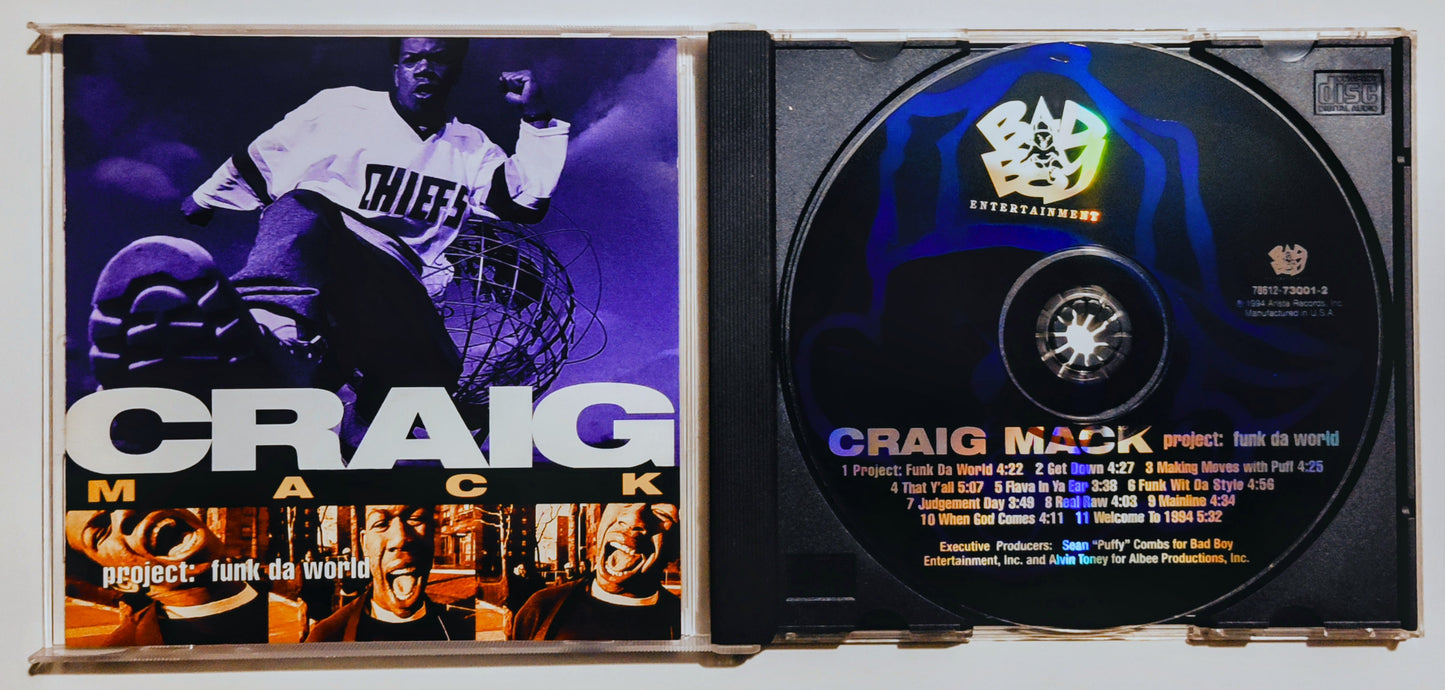 CHIEFS
CRAIG
MACK
project: funk da world
COMPACT
disc
DIGITAL AUDIO
BAD
BOY
ENTERTAINMENT
BAD
BOY
78612-73001-2
℗ 1994 Arista Records, Inc.
Manufactured in U.S.A
CRAIG MACK project: funk da world
1 Project: Funk Da World 4:22 2 Get Down 4:27 3 Making Moves with Puff 4:25
4 That Y'all 5:07 5 Flava In Ya Ear 3:38 6 Funk Wit Da Style 4:56
7 Judgement Day 3:49 8 Real Raw 4:03 9 Mainline 4:34
10 When God Comes 4:11 11 Welcome To 1994 5:32
Executive Producers: Sean "Puffy" Combs for Bad Boy
Entertainment, Inc. and Alvin Toney for Albee Productions, Inc.